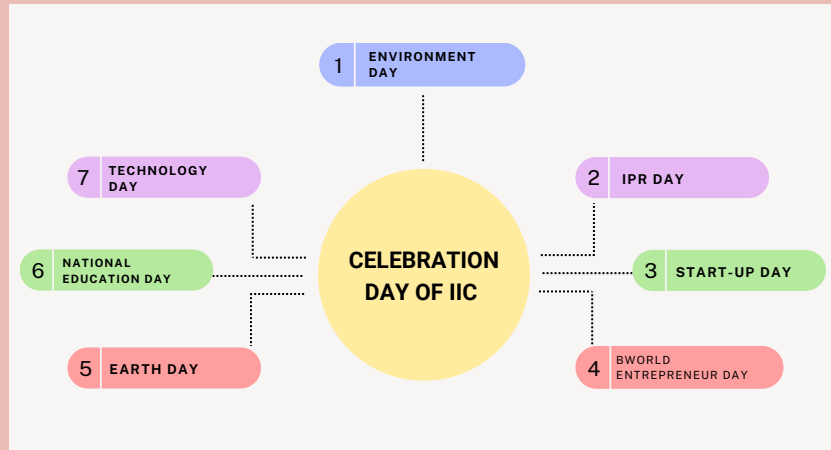 1 ENVIRONMENT
DAY
7 TECHNOLOGY
DAY
2 IPR DAY
6 NATIONAL
EDUCATION DAY
CELEBRATION
DAY OF IIC
3 START-UP DAY
5 EARTH DAY
4 BWORLD
ENTREPRENEUR DAY